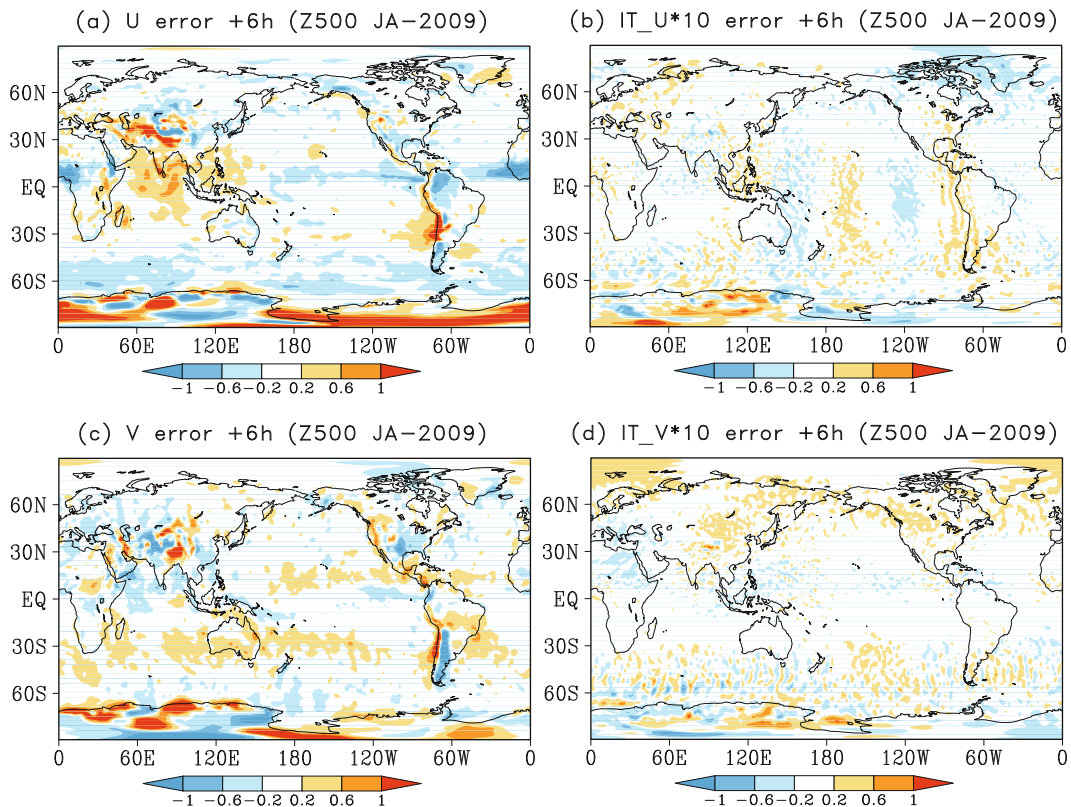 (a) U error +6h (Z500 JA-2009)
(b) IT_U*10 error +6h (Z500 JA-2009)
60N
30N
EQ
30S
60S
0 60E 120E 180 120W 60W 0
-1 -0.6 -0.2 0.2 0.6 1
60N
30N
EQ
30S
60S
0 60E 120E 180 120W 60W 0
-1 -0.6 -0.2 0.2 0.6 1
(c) V error +6h (Z500 JA-2009)
(d) IT_V*10 error +6h (Z500 JA-2009)
60N
30N
EQ
30S
60S
0 60E 120E 180 120W 60W 0
-1 -0.6 -0.2 0.2 0.6 1
60N
30N
EQ
30S
60S
0 60E 120E 180 120W 60W 0
-1 -0.6 -0.2 0.2 0.6 1